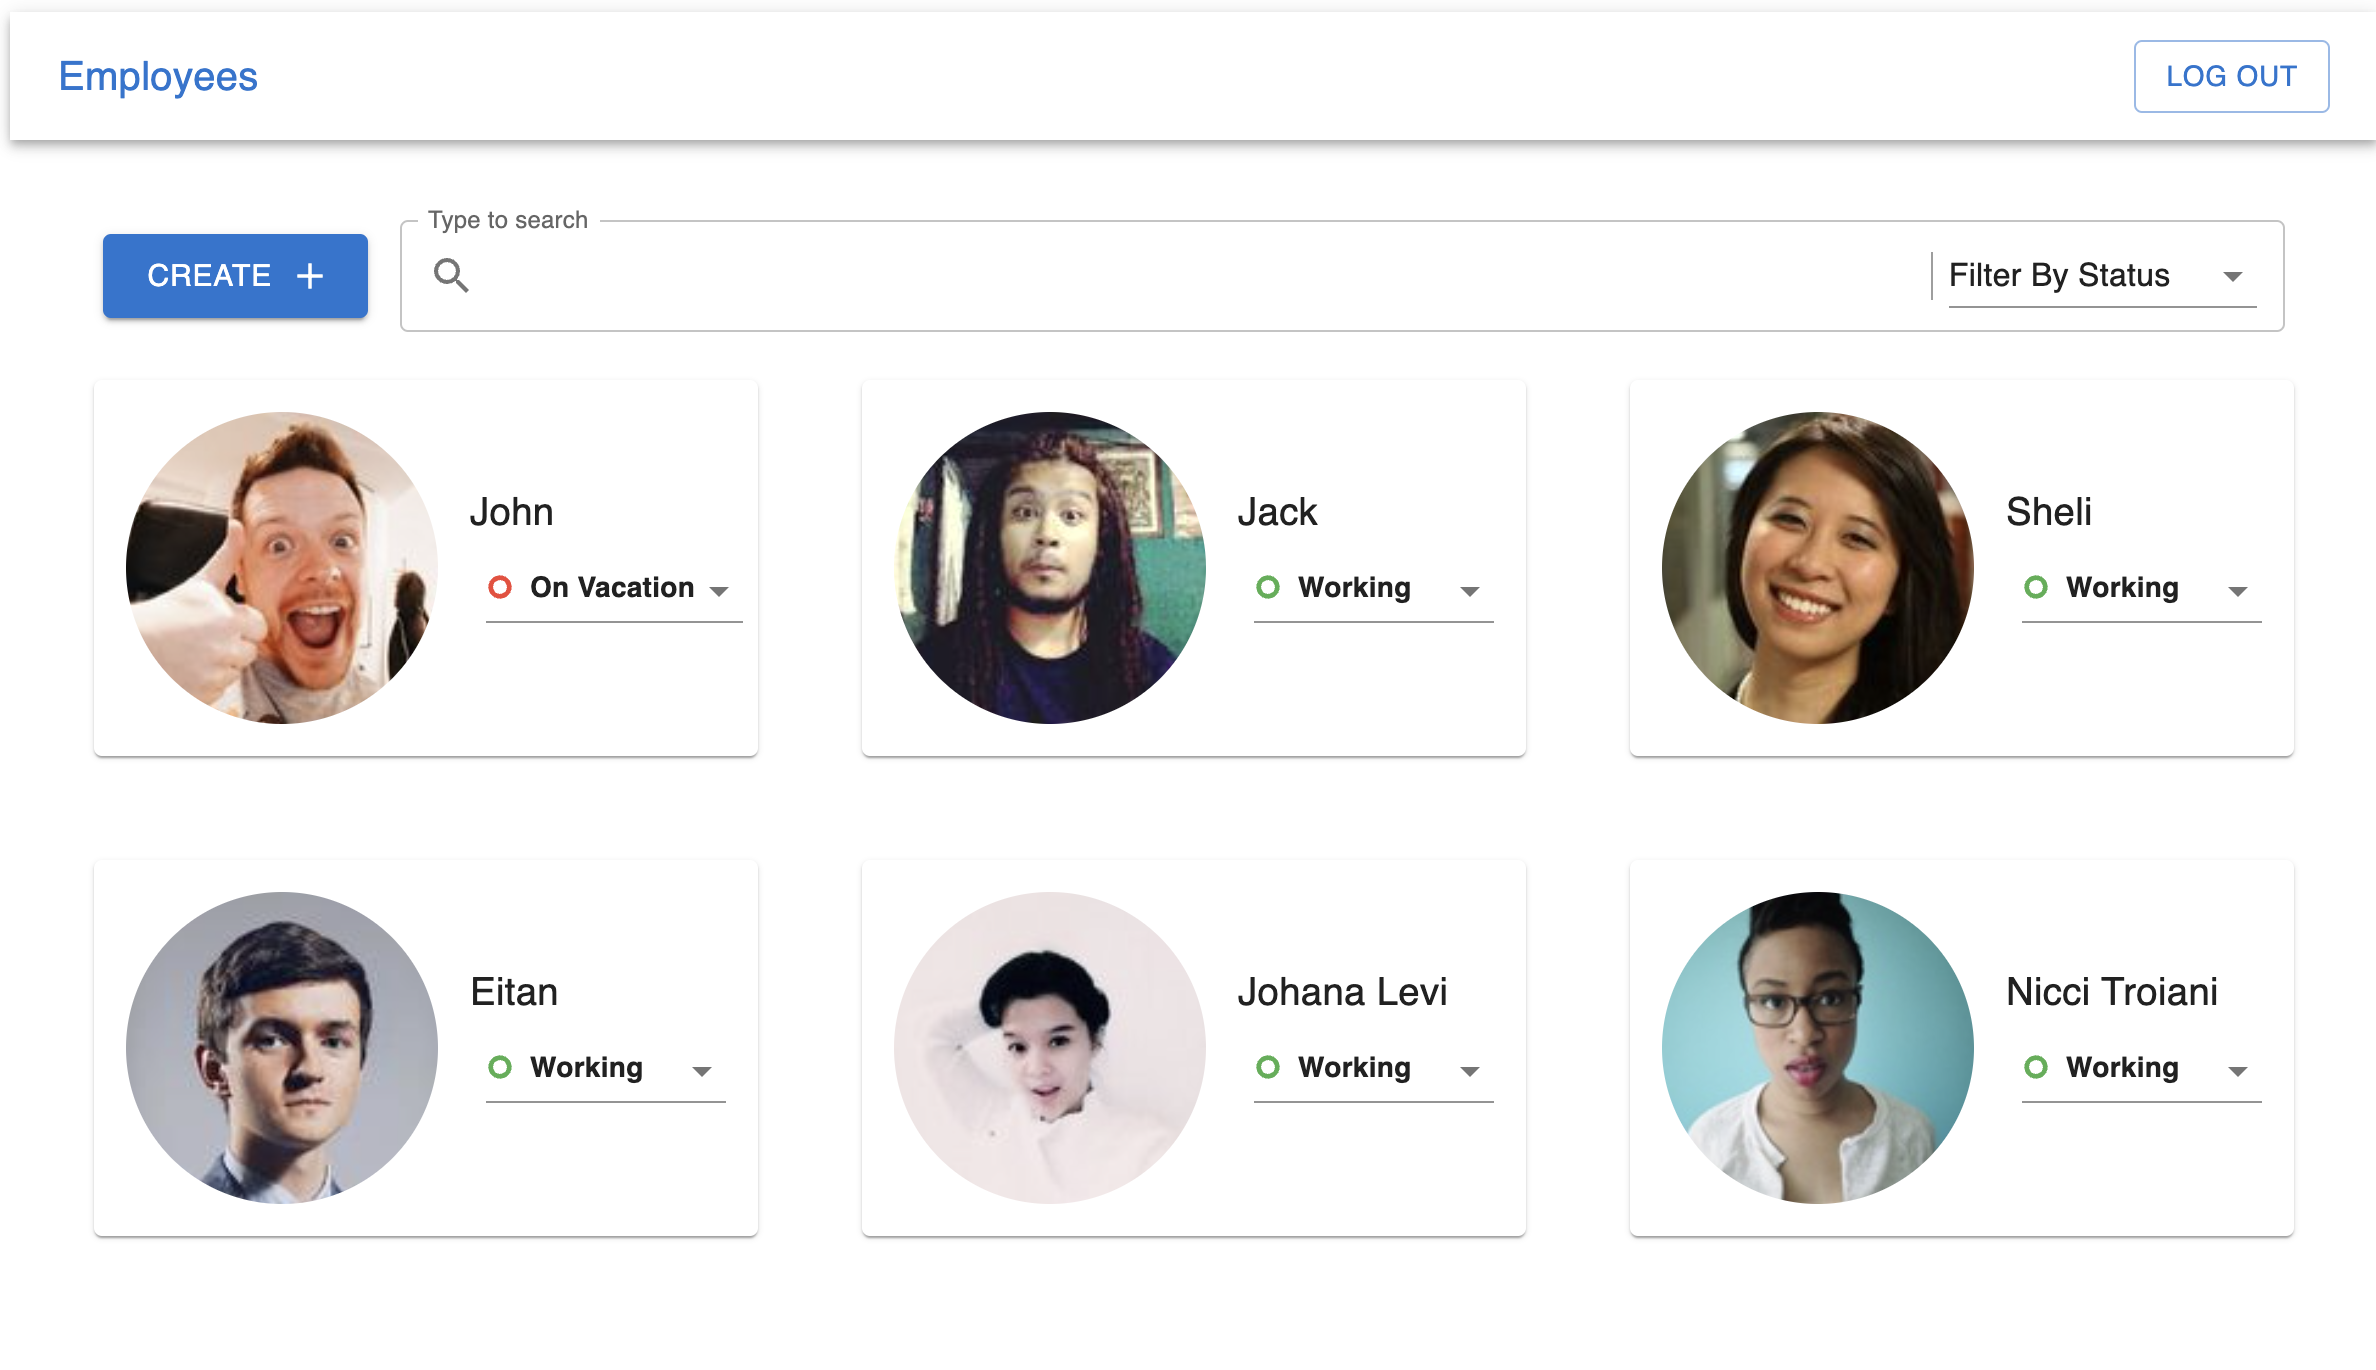 Employees
LOG OUT
Type to search
CREATE +
Filter By Status
John
On Vacation
Jack
Working
Sheli
Working
Eitan
Working
Johana Levi
Working
Nicci Troiani
Working